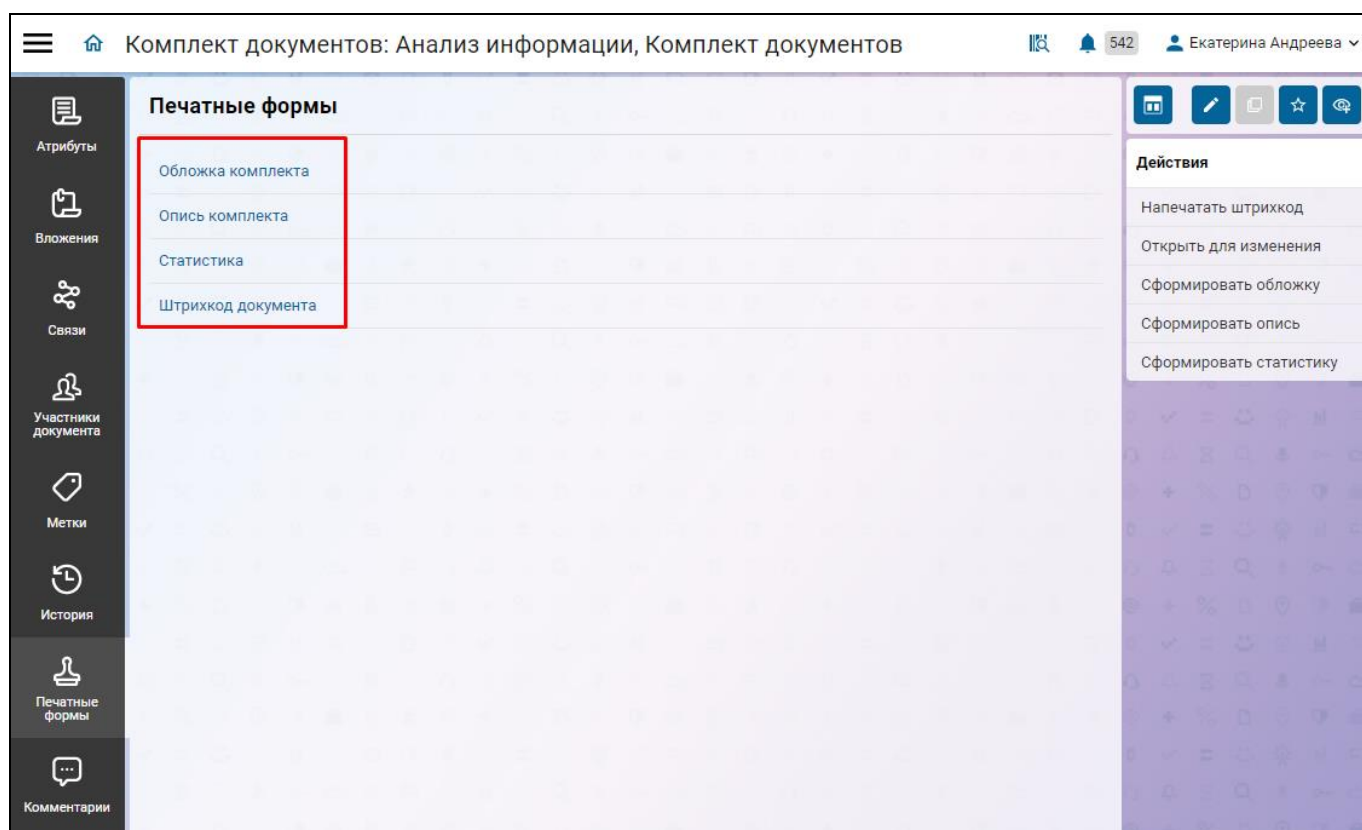 Комплект документов: Анализ информации, Комплект документов
542
Екатерина Андреева
Атрибуты
Вложения
Связи
Участники
документа
Метки
История
Печатные
формы
Комментарии
Печатные формы
Обложка комплекта
Опись комплекта
Статистика
Штрихкод документа
Действия
Напечатать штрихкод
Открыть для изменения
Сформировать обложку
Сформировать опись
Сформировать статистику